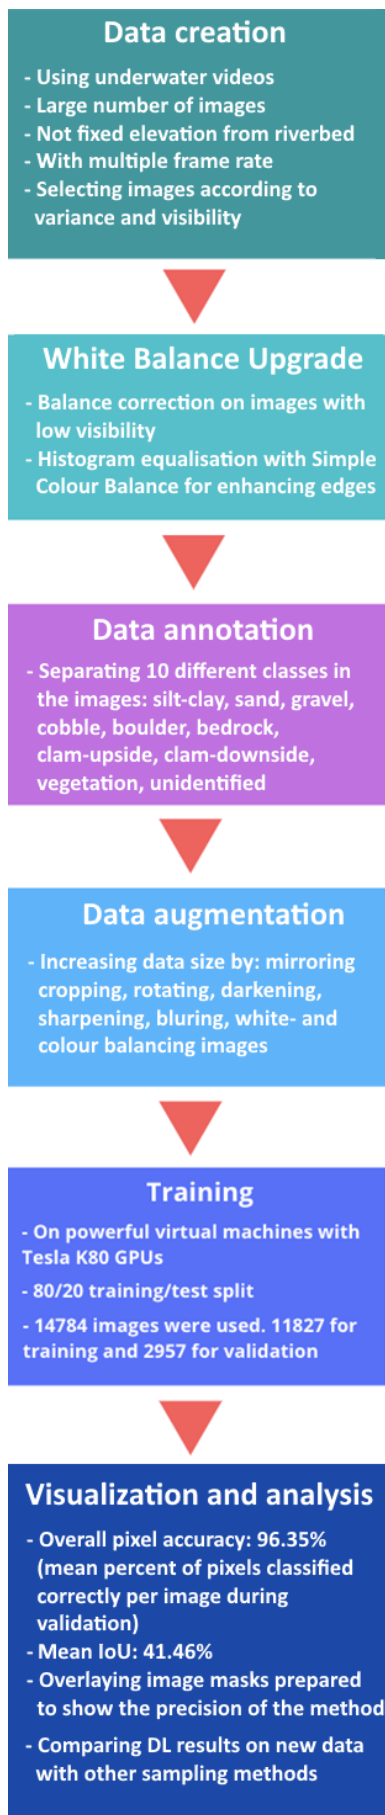 Data creation
- Using underwater videos
- Large number of images
- Not fixed elevation from riverbed
- With multiple frame rate
- Selecting images according to
variance and visibility
White Balance Upgrade
- Balance correction on images with
low visibility
- Histogram equalisation with Simple
Colour Balance for enhancing edges
Data annotation
- Separating 10 different classes in
the images: silt-clay, sand, gravel,
cobble, boulder, bedrock,
clam-upside, clam-downside,
vegetation, unidentified
Data augmentation
- Increasing data size by: mirroring
cropping, rotating, darkening,
sharpening, bluring, white- and
colour balancing images
Training
- On powerful virtual machines with
Tesla K80 GPUs
- 80/20 training/test split
- 14784 images were used. 11827 for
training and 2957 for validation
Visualization and analysis
- Overall pixel accuracy: 96.35%
(mean percent of pixels classified
correctly per image during
validation)
- Mean IoU: 41.46%
- Overlaying image masks prepared
to show the precision of the method
- Comparing DL results on new data
with other sampling methods